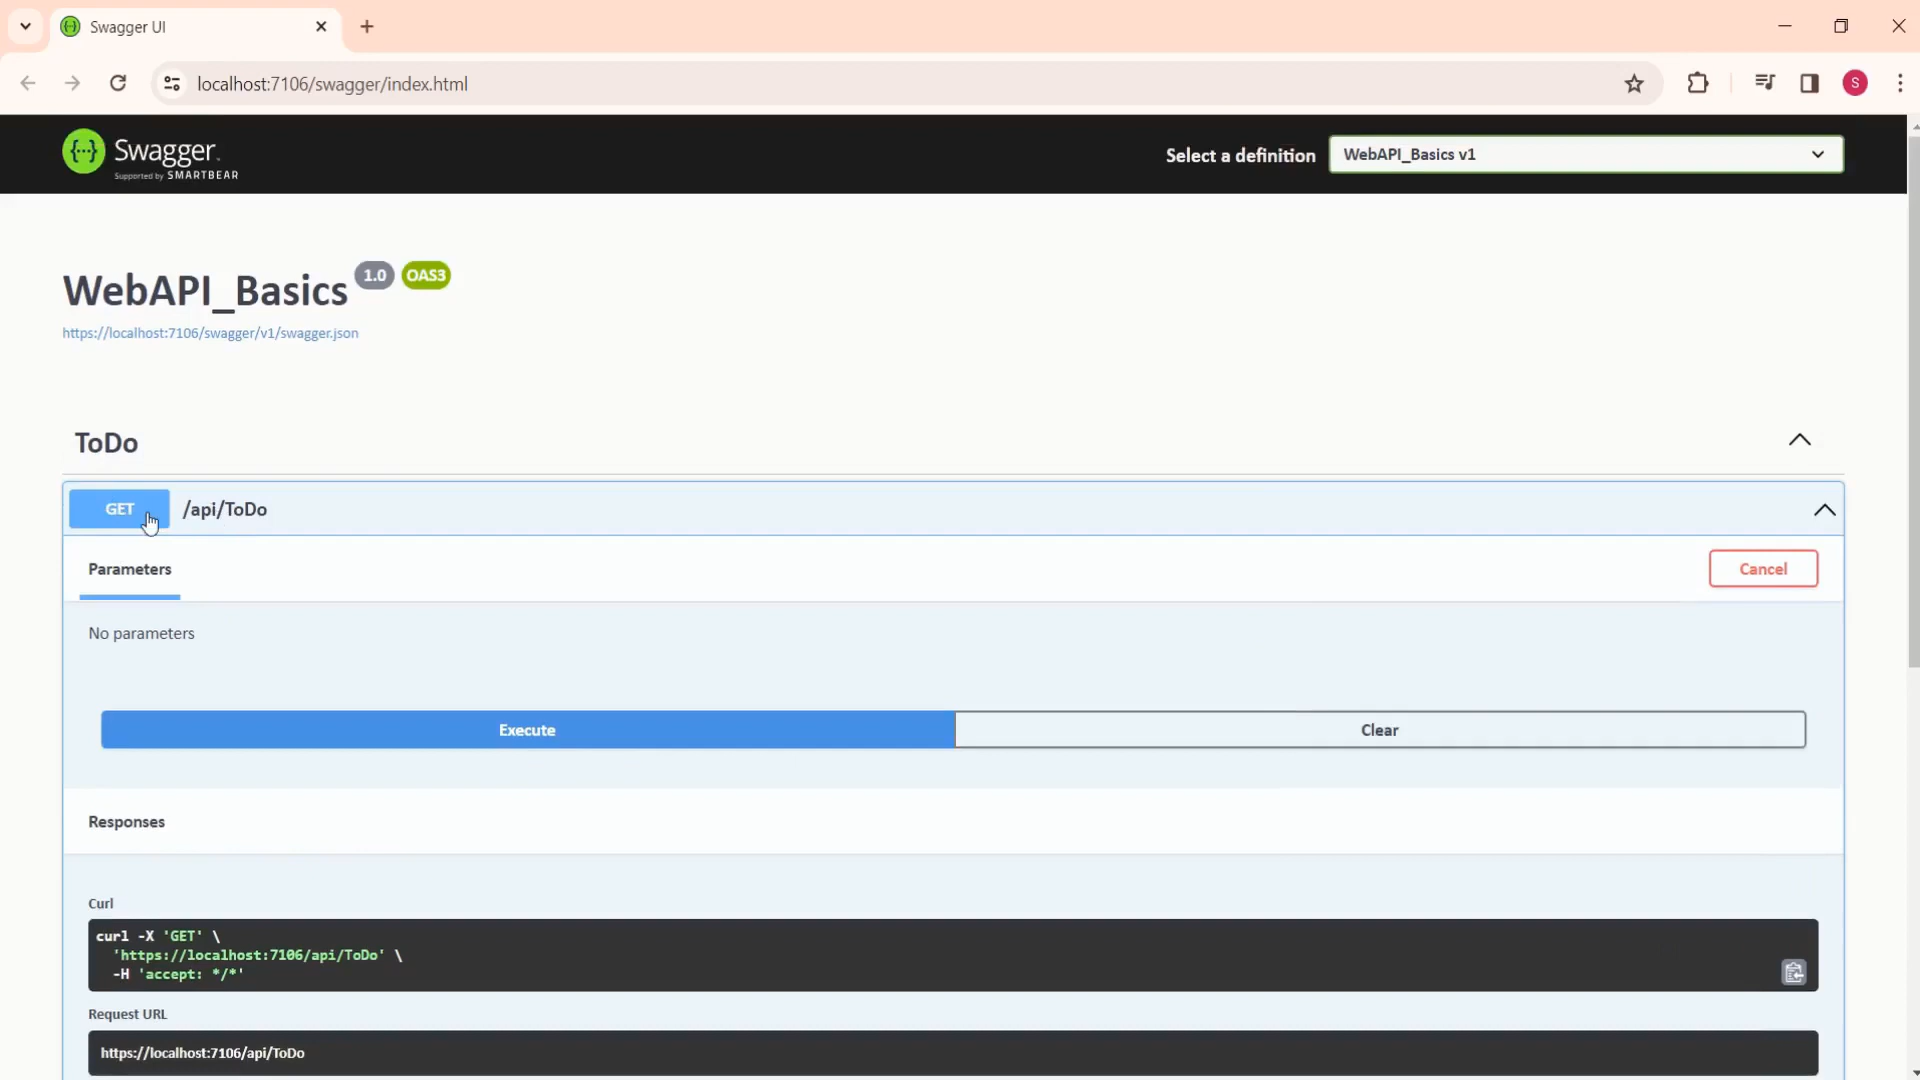 Swagger UI
localhost:7106/swagger/index.html
S
{···} Swagger.
Supported by SMARTBEAR
Select a definition
WebAPI_Basics v1
WebAPI_Basics 1.0 OAS3
https://localhost:7106/swagger/v1/swagger.json
ToDo
GET /api/ToDo
Parameters
Cancel
No parameters
Execute
Clear
Responses
Curl
curl -X 'GET' \
'https://localhost:7106/api/ToDo' \
-H 'accept: */*'
Request URL
https://localhost:7106/api/ToDo